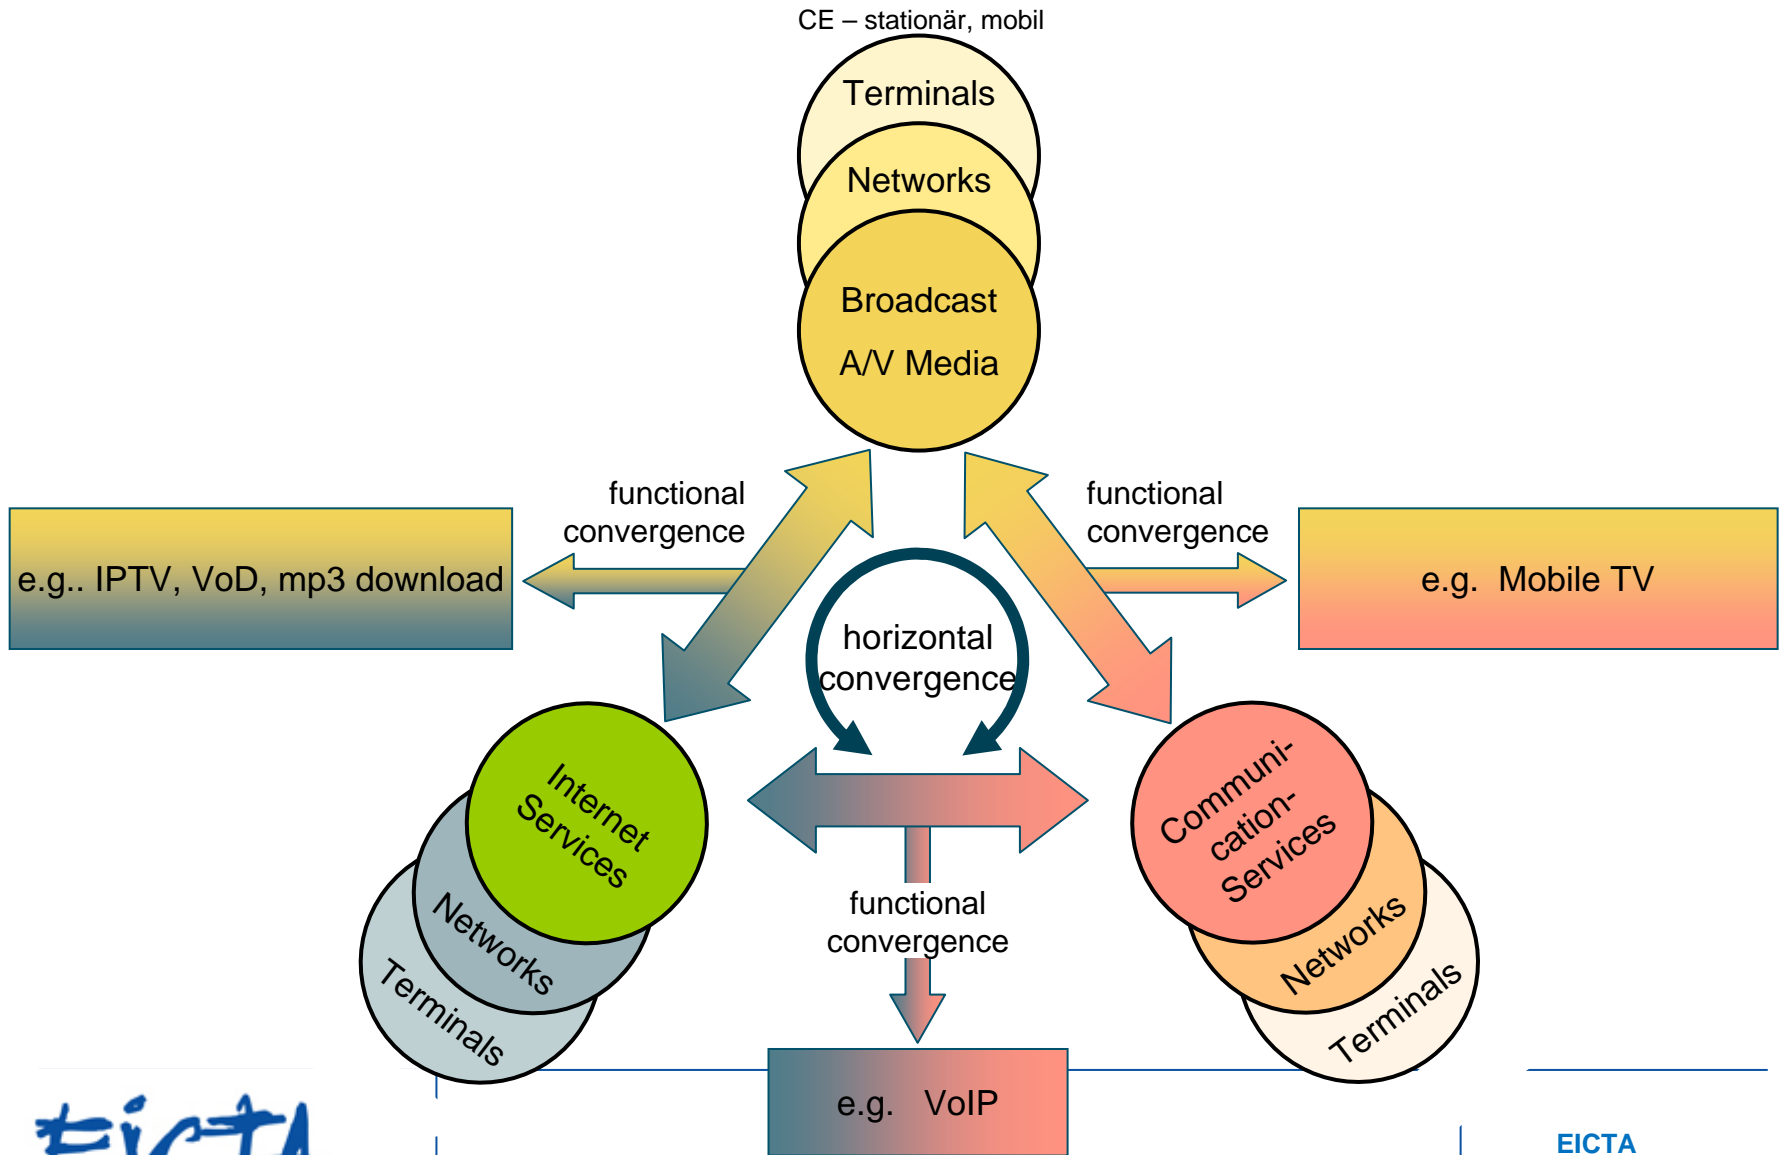 CE – stationär, mobil
Terminals
Networks
Broadcast
A/V Media
functional
convergence
functional
convergence
e.g.. IPTV, VoD, mp3 download
e.g. Mobile TV
horizontal
convergence
Internet
Services
Networks
Terminals
Communi-
cation-
Services
Networks
Terminals
functional
convergence
e.g. VoIP
EICTA
EICTA